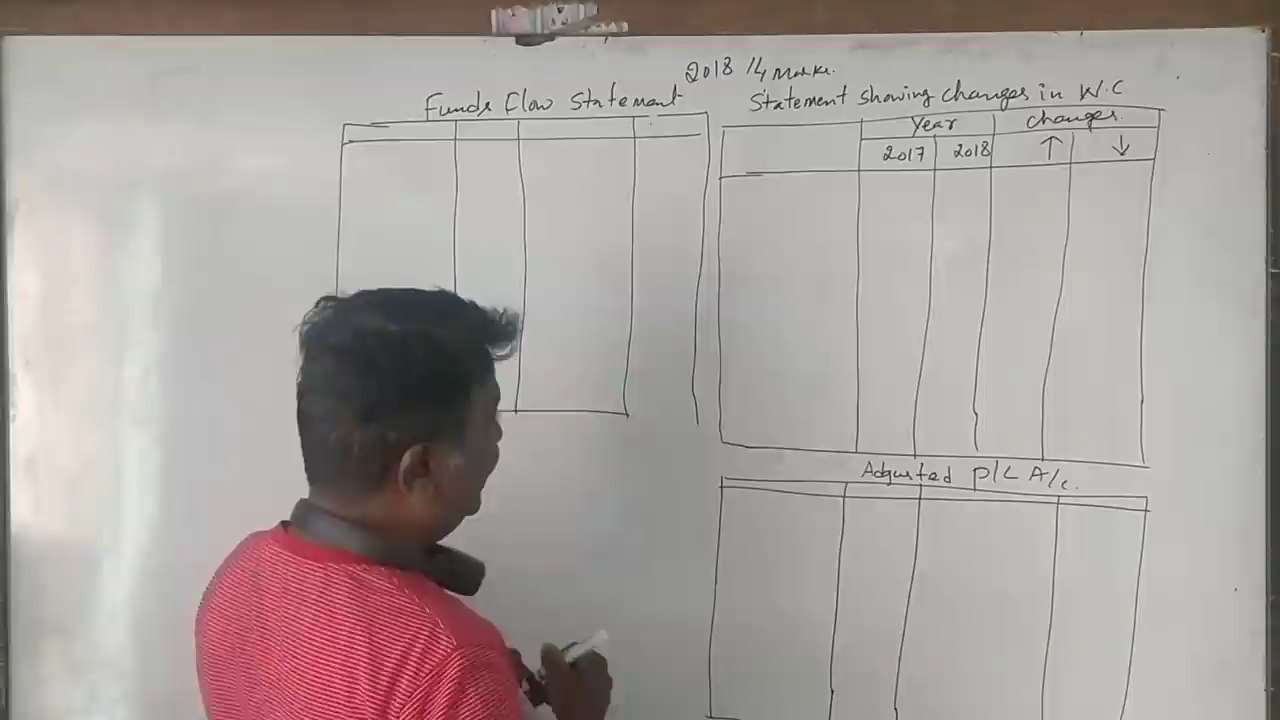 2018 14 Marks.
Funds Flow Statement
Statement showing changes in W.C
Year changes
2017 2018 ↑ ↓
Adjusted P/L A/c.